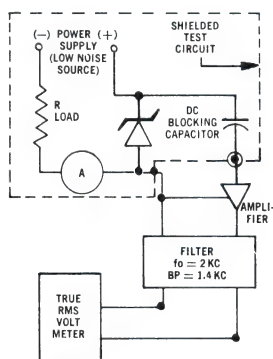 (−) POWER (+)
SUPPLY
(LOW NOISE
SOURCE)
SHIELDED
TEST
CIRCUIT
R
LOAD
DC
BLOCKING
CAPACITOR
A
AMPLI-
FIER
FILTER
fo = 2 KC
BP = 1.4 KC
TRUE
RMS
VOLT
METER